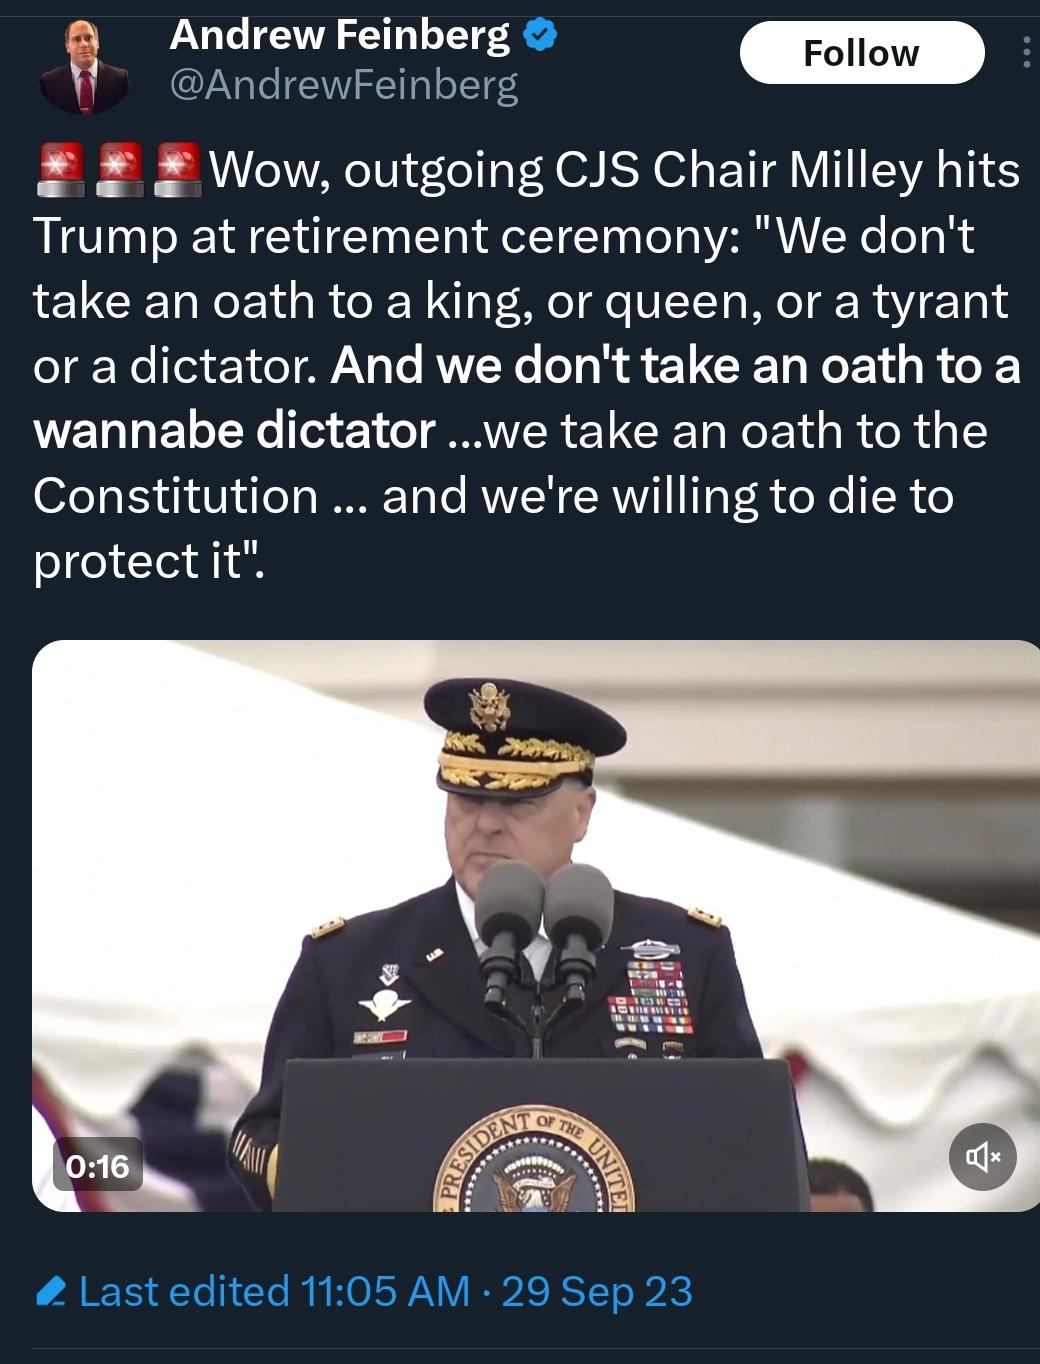 Andrew Feinberg
@AndrewFeinberg
Follow
🚨🚨🚨Wow, outgoing CJS Chair Milley hits
Trump at retirement ceremony: "We don't
take an oath to a king, or queen, or a tyrant
or a dictator. And we don't take an oath to a
wannabe dictator ...we take an oath to the
Constitution ... and we're willing to die to
protect it".
PRESIDENT OF THE UNITED
0:16
Last edited 11:05 AM · 29 Sep 23